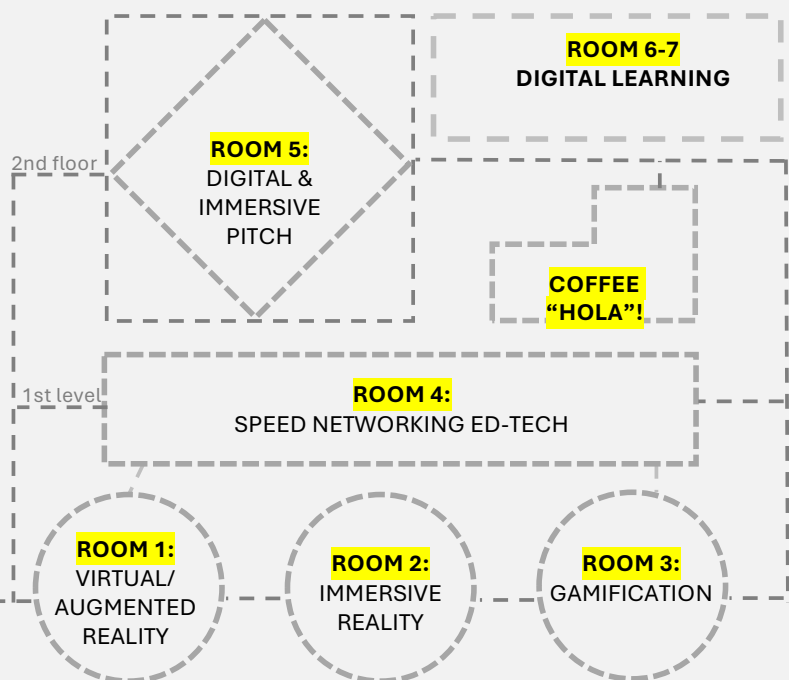 ROOM 6-7
DIGITAL LEARNING
2nd floor
ROOM 5:
DIGITAL &
IMMERSIVE
PITCH
COFFEE
“HOLA”!
1st level
ROOM 4:
SPEED NETWORKING ED-TECH
ROOM 1:
VIRTUAL/
AUGMENTED
REALITY
ROOM 2:
IMMERSIVE
REALITY
ROOM 3:
GAMIFICATION